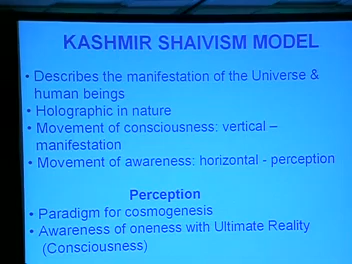 KASHMIR SHAIVISM MODEL
• Describes the manifestation of the Universe &
human beings
• Holographic in nature
• Movement of consciousness: vertical –
manifestation
• Movement of awareness: horizontal - perception
Perception
• Paradigm for cosmogenesis
• Awareness of oneness with Ultimate Reality
(Consciousness)